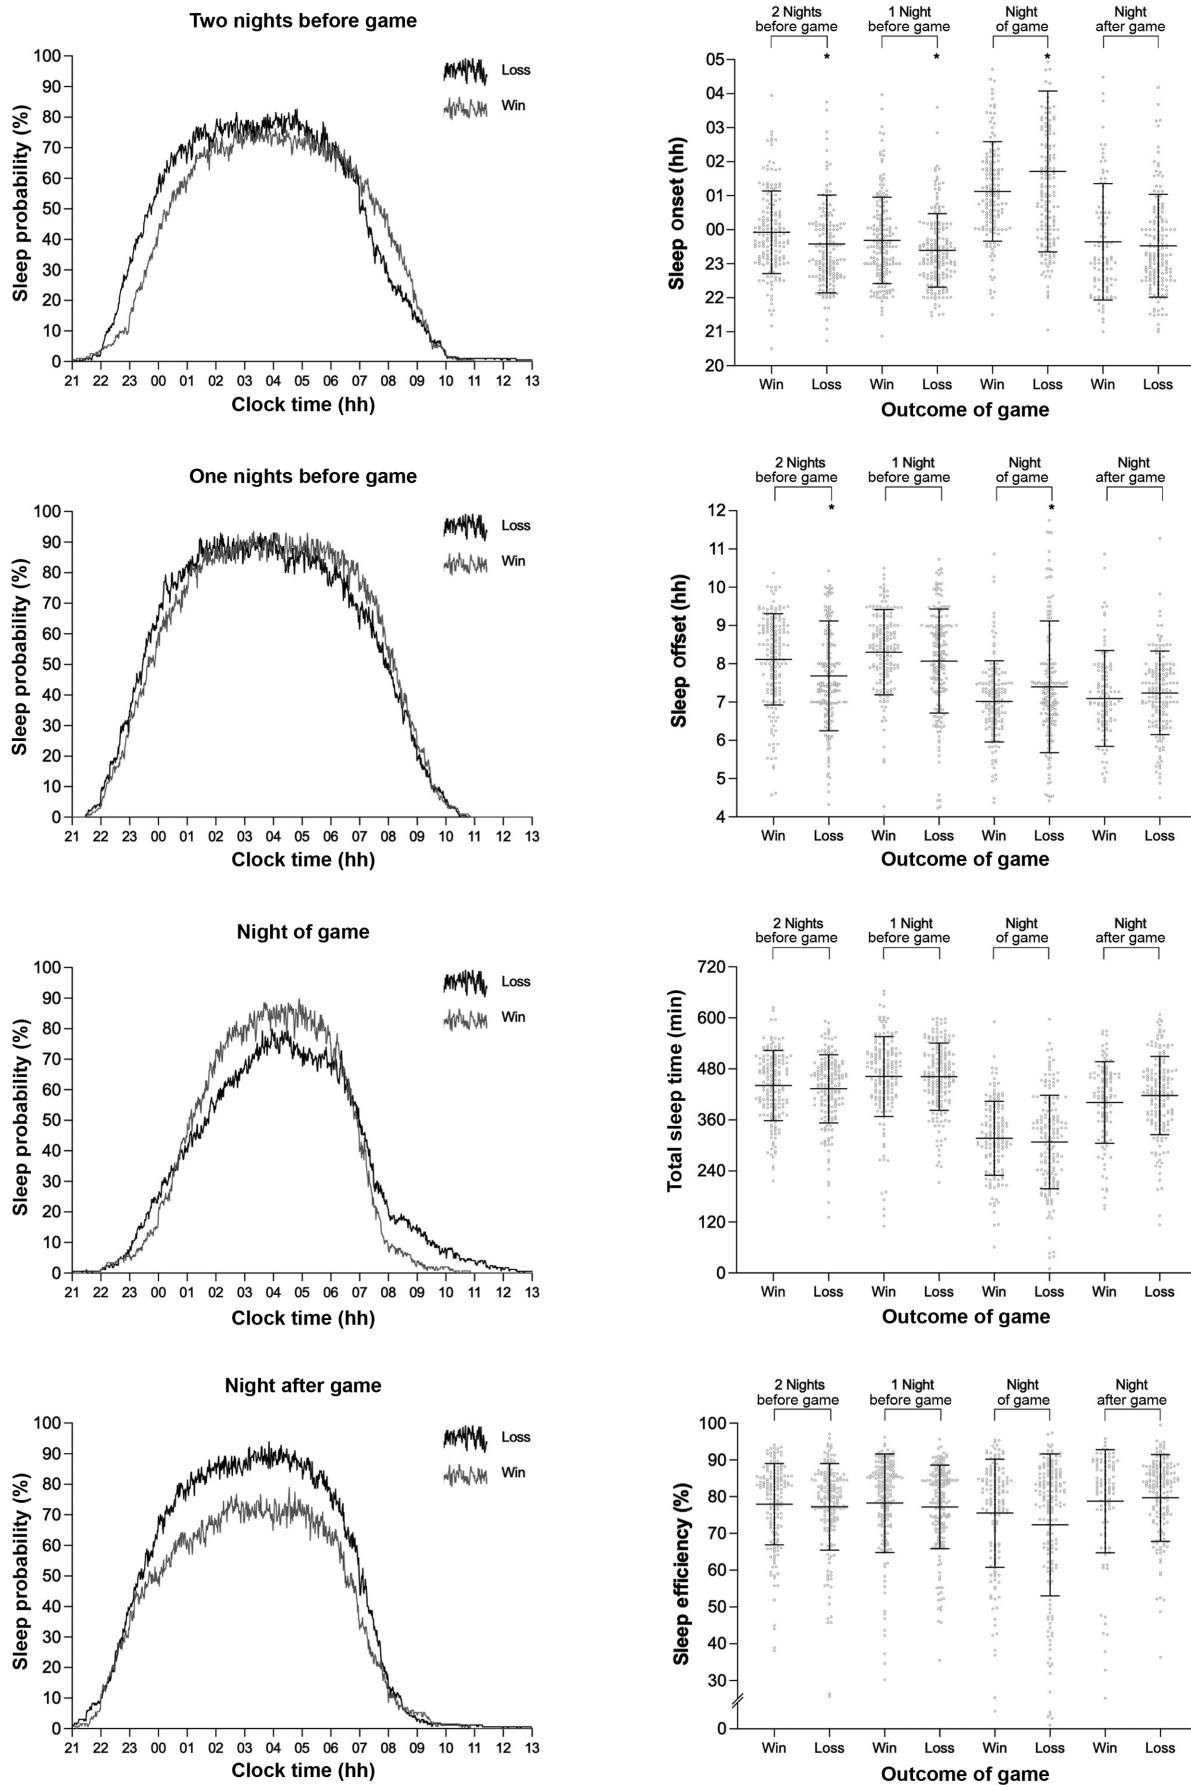 Two nights before game
Sleep probability (%)
100
90
80
70
60
50
40
30
20
10
0
Loss
Win
21 22 23 00 01 02 03 04 05 06 07 08 09 10 11 12 13
Clock time (hh)
2 Nights 1 Night Night Night
before game before game of game after game
Sleep onset (hh)
* * *
05
04
03
02
01
00
23
22
21
20
Win Loss Win Loss Win Loss Win Loss
Outcome of game
One nights before game
Sleep probability (%)
100
90
80
70
60
50
40
30
20
10
0
Loss
Win
21 22 23 00 01 02 03 04 05 06 07 08 09 10 11 12 13
Clock time (hh)
2 Nights 1 Night Night Night
before game before game of game after game
Sleep offset (hh)
* *
12
11
10
9
8
7
6
5
4
Win Loss Win Loss Win Loss Win Loss
Outcome of game
Night of game
Sleep probability (%)
100
90
80
70
60
50
40
30
20
10
0
Loss
Win
21 22 23 00 01 02 03 04 05 06 07 08 09 10 11 12 13
Clock time (hh)
2 Nights 1 Night Night Night
before game before game of game after game
Total sleep time (min)
720
600
480
360
240
120
0
Win Loss Win Loss Win Loss Win Loss
Outcome of game
Night after game
Sleep probability (%)
100
90
80
70
60
50
40
30
20
10
0
Loss
Win
21 22 23 00 01 02 03 04 05 06 07 08 09 10 11 12 13
Clock time (hh)
2 Nights 1 Night Night Night
before game before game of game after game
Sleep efficiency (%)
100
90
80
70
60
50
40
30
0
Win Loss Win Loss Win Loss Win Loss
Outcome of game